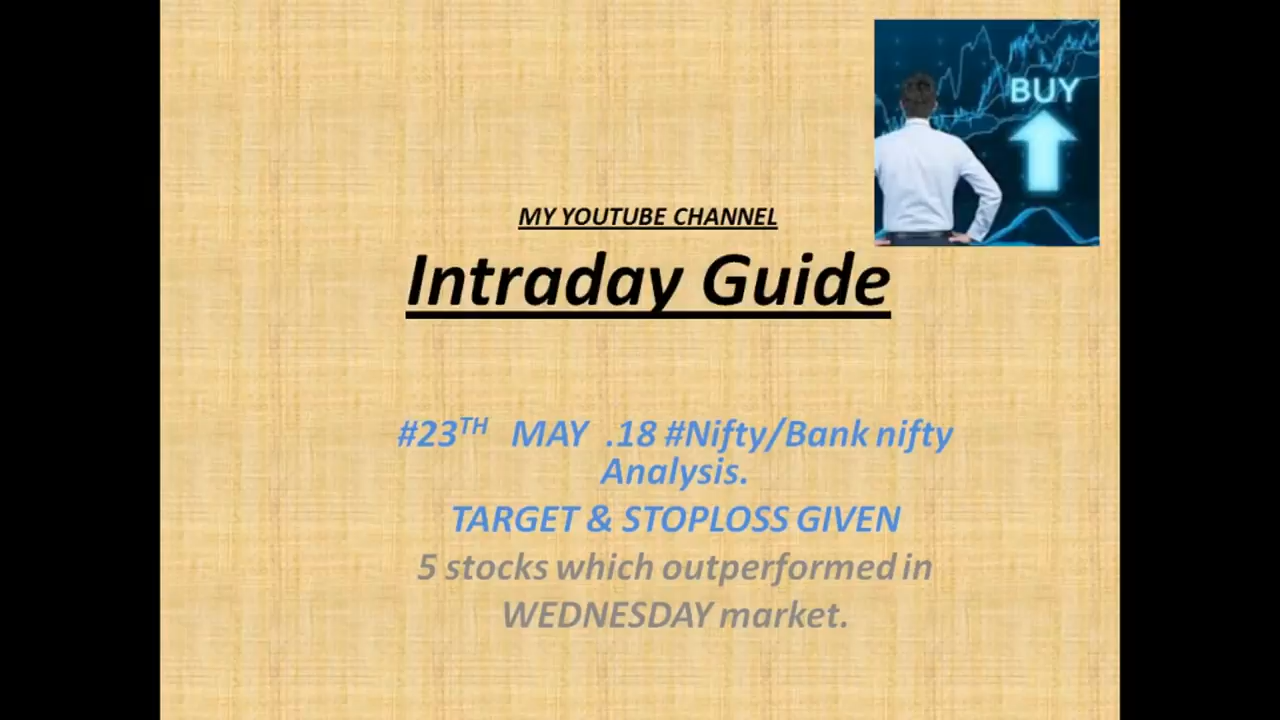 BUY
MY YOUTUBE CHANNEL
Intraday Guide
#23TH MAY .18 #Nifty/Bank nifty
Analysis.
TARGET & STOPLOSS GIVEN
5 stocks which outperformed in
WEDNESDAY market.